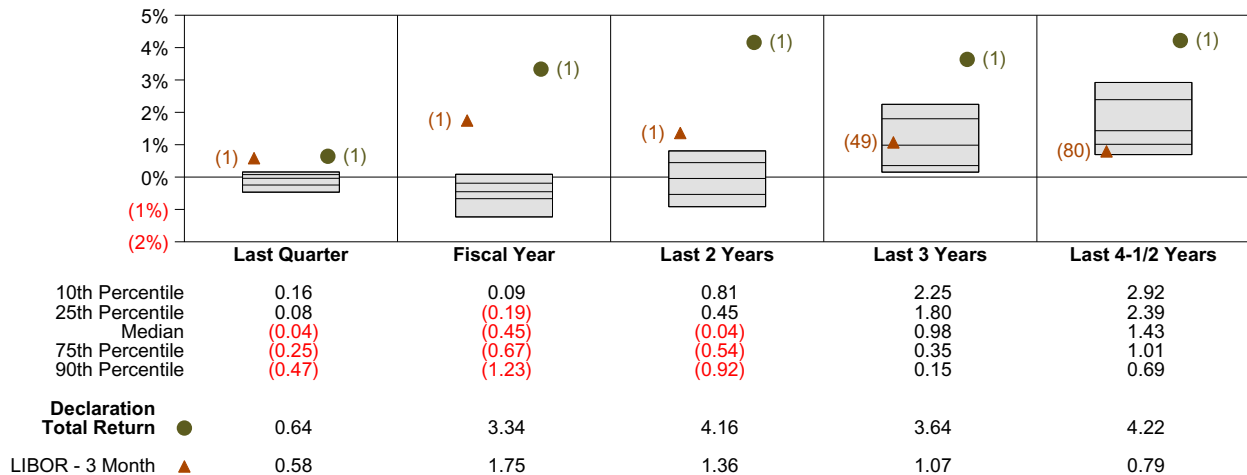 5%
4%
3%
2%
1%
0%
(1%)
(2%)
(1) (1)
(1) (1)
(1) (1)
(49) (1)
(80) (1)
Last Quarter Fiscal Year Last 2 Years Last 3 Years Last 4-1/2 Years
10th Percentile 0.16 0.09 0.81 2.25 2.92
25th Percentile 0.08 (0.19) 0.45 1.80 2.39
Median (0.04) (0.45) (0.04) 0.98 1.43
75th Percentile (0.25) (0.67) (0.54) 0.35 1.01
90th Percentile (0.47) (1.23) (0.92) 0.15 0.69
Declaration
Total Return 0.64 3.34 4.16 3.64 4.22
LIBOR - 3 Month 0.58 1.75 1.36 1.07 0.79